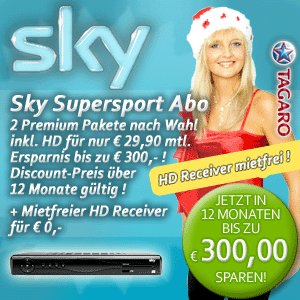 sky
TAGARO
Sky Supersport Abo
2 Premium Pakete nach Wahl
inkl. HD für nur € 29,90 mtl.
Ersparnis bis zu € 300,- !
Discount-Preis über
12 Monate gültig !
+ Mietfreier HD Receiver
für € 0,-
HD Receiver mietfrei !
JETZT IN
12 MONATEN
BIS ZU
€ 300,00
SPAREN!